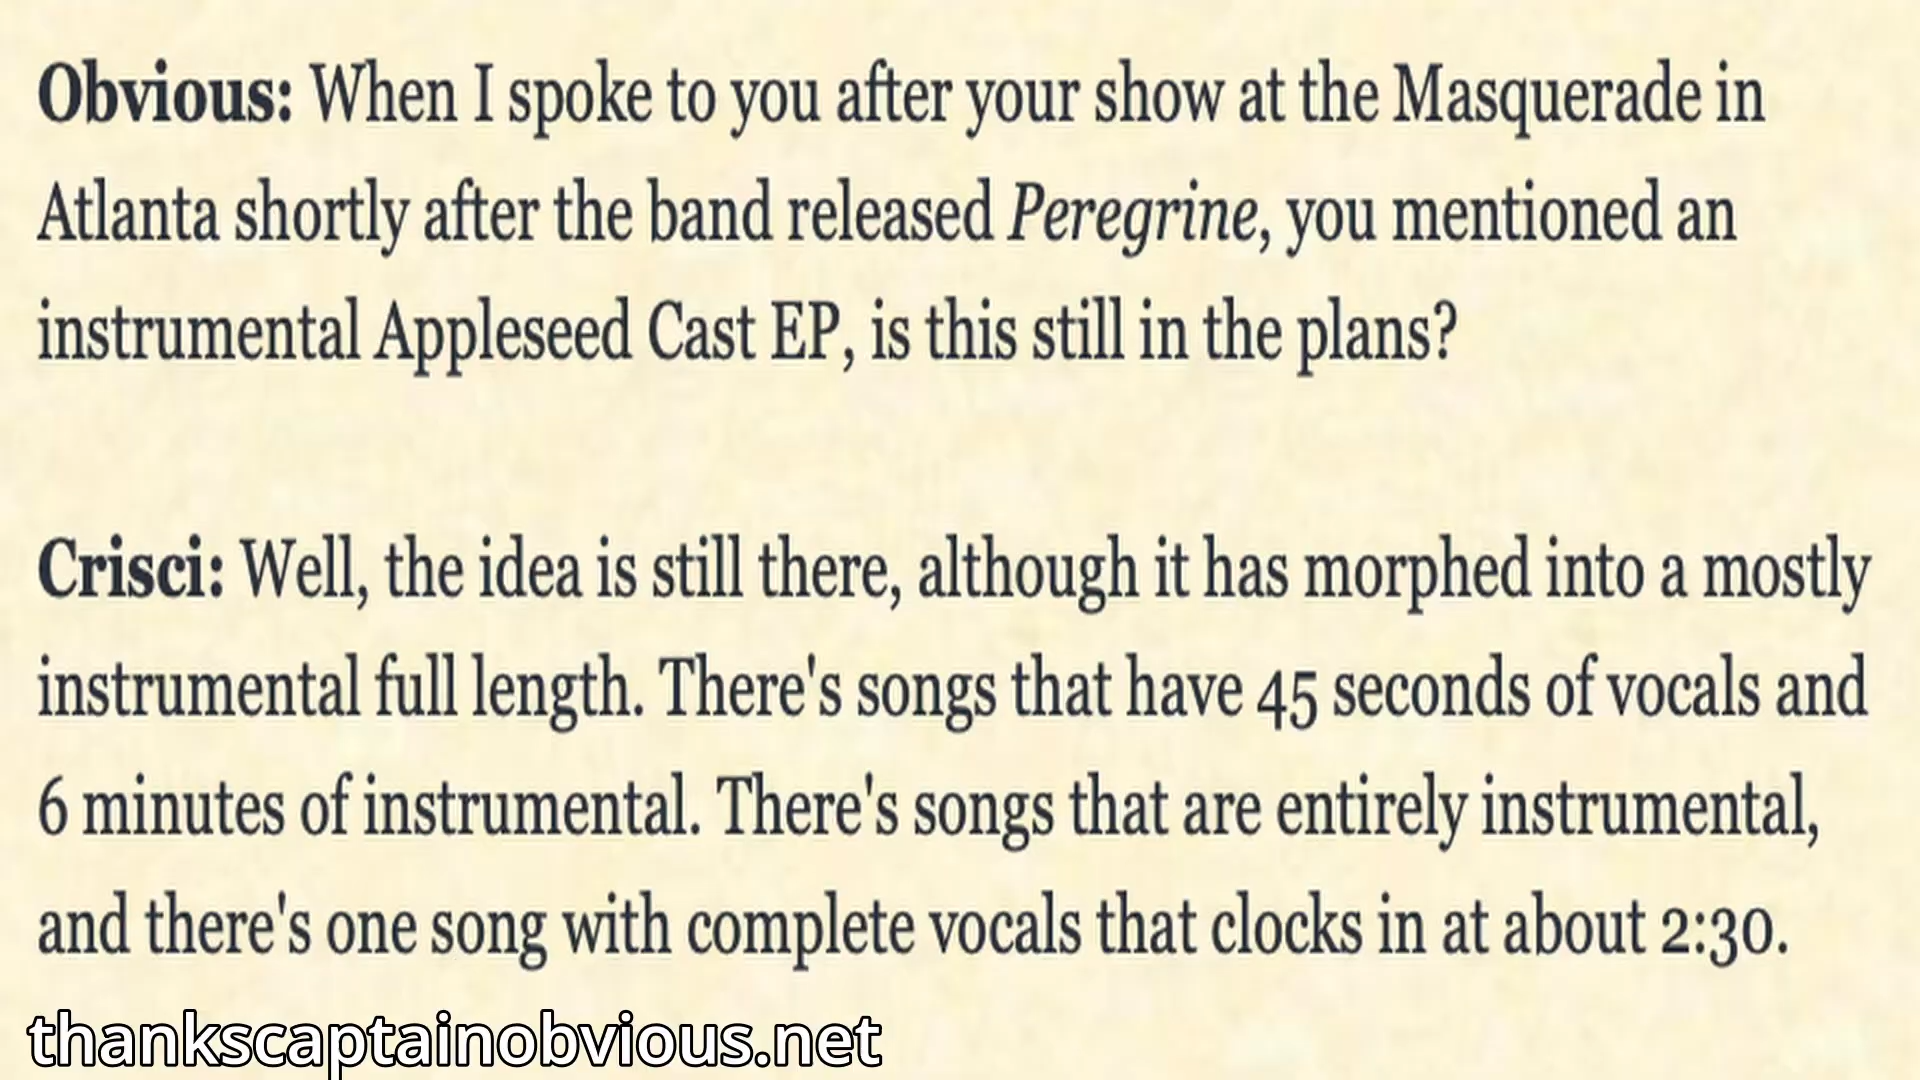 Obvious: When I spoke to you after your show at the Masquerade in
Atlanta shortly after the band released Peregrine, you mentioned an
instrumental Appleseed Cast EP, is this still in the plans?
Crisci: Well, the idea is still there, although it has morphed into a mostly
instrumental full length. There's songs that have 45 seconds of vocals and
6 minutes of instrumental. There's songs that are entirely instrumental,
and there's one song with complete vocals that clocks in at about 2:30.
thankscaptainobvious.net